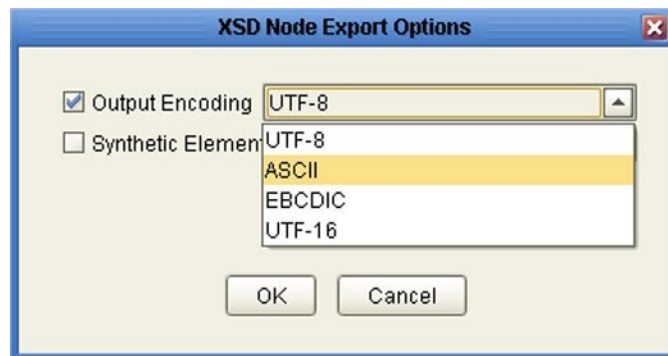 XSD Node Export Options
Output Encoding UTF-8
Synthetic Elemen
UTF-8
ASCII
EBCDIC
UTF-16
OK Cancel